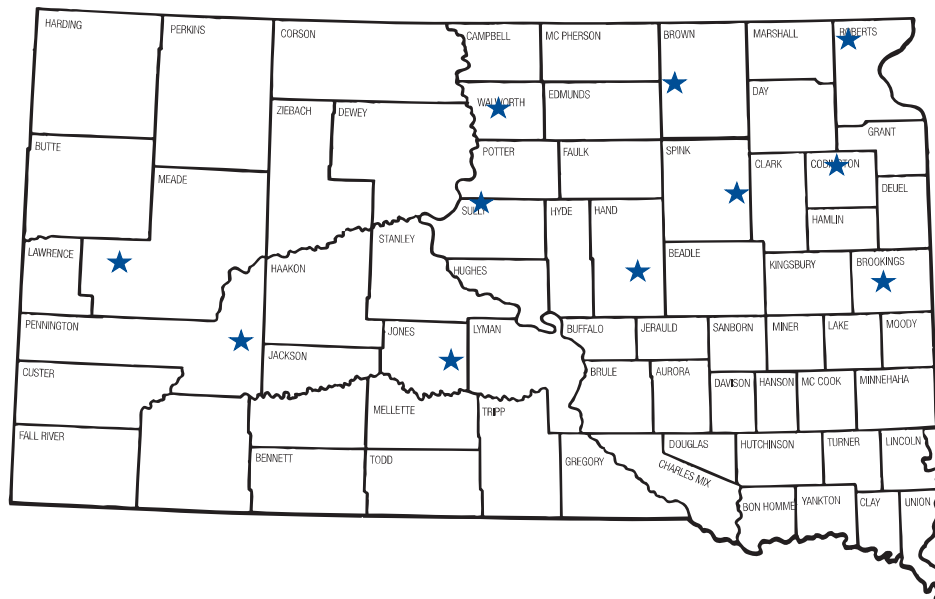 HARDING
PERKINS
CORSON
CAMPBELL
MC PHERSON
BROWN
MARSHALL
ROBERTS
WALWORTH
EDMUNDS
DAY
ZIEBACH
DEWEY
GRANT
BUTTE
POTTER
FAULK
SPINK
CLARK
CODINGTON
MEADE
DEUEL
SULLY
HYDE
HAND
HAMLIN
STANLEY
LAWRENCE
HAAKON
HUGHES
BEADLE
KINGSBURY
BROOKINGS
PENNINGTON
JONES
LYMAN
BUFFALO
JERAULD
SANBORN
MINER
LAKE
MOODY
JACKSON
CUSTER
BRULE
AURORA
DAVISON
HANSON
MC COOK
MINNEHAHA
MELLETTE
TRIPP
FALL RIVER
DOUGLAS
HUTCHINSON
TURNER
LINCOLN
BENNETT
TODD
GREGORY
CHARLES MIX
BON HOMME
YANKTON
CLAY
UNION